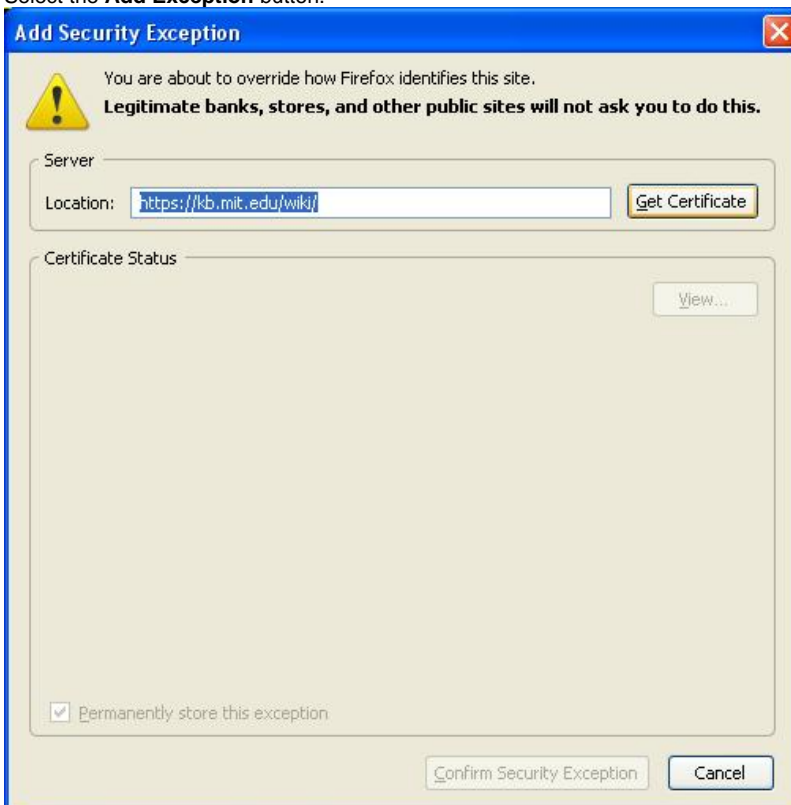 Select the Add Exception button.
Add Security Exception
You are about to override how Firefox identifies this site.
Legitimate banks, stores, and other public sites will not ask you to do this.
Server
Location: https://kb.mit.edu/wiki/ Get Certificate
Certificate Status
View...
Permanently store this exception
Confirm Security Exception Cancel